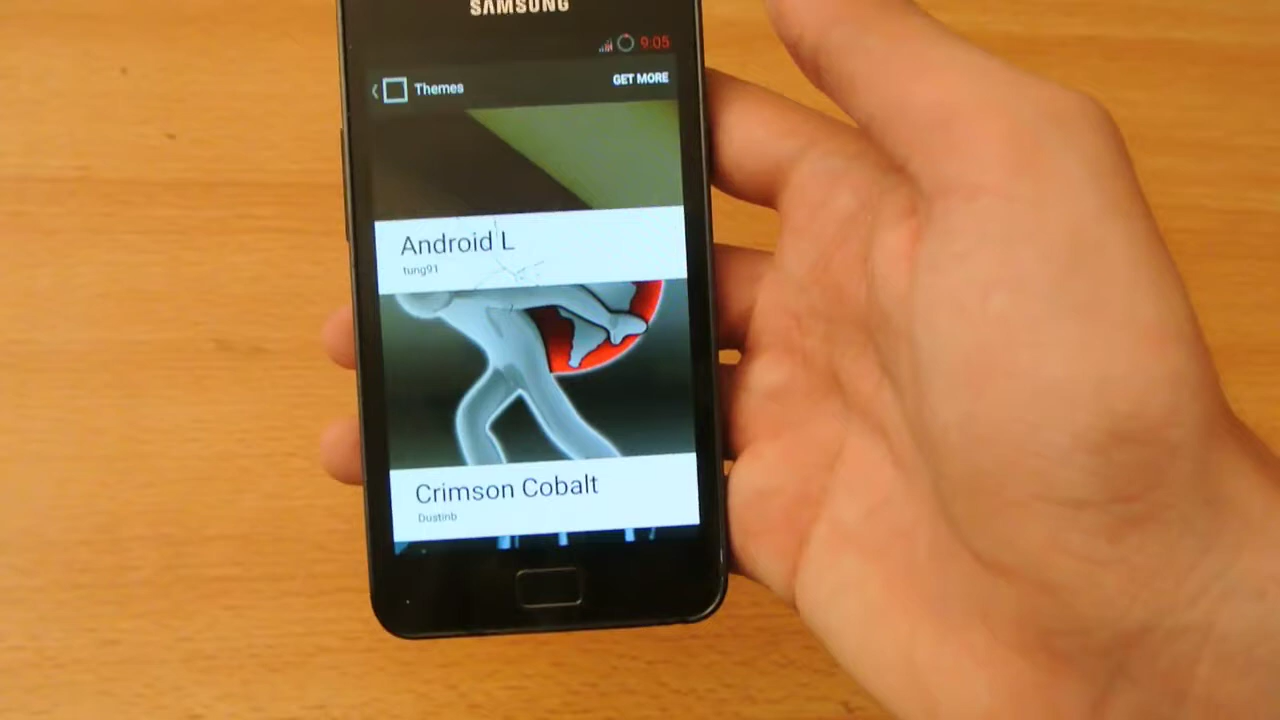 SAMSUNG
9:05
Themes
GET MORE
Android L
tung91
Crimson Cobalt
Dustinb